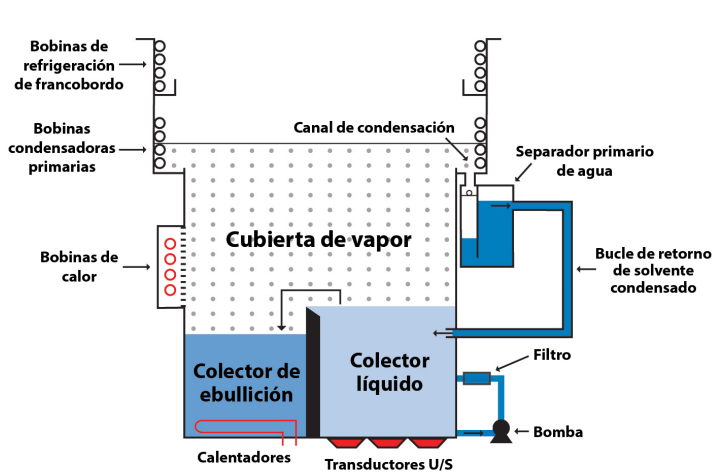 Bobinas de
refrigeración
de francobordo
Bobinas
condensadoras
primarias
Canal de condensación
Separador primario
de agua
Cubierta de vapor
Bobinas de
calor
Bucle de retorno
de solvente
condensado
Colector de
ebullición
Colector
líquido
Filtro
Bomba
Calentadores
Transductores U/S